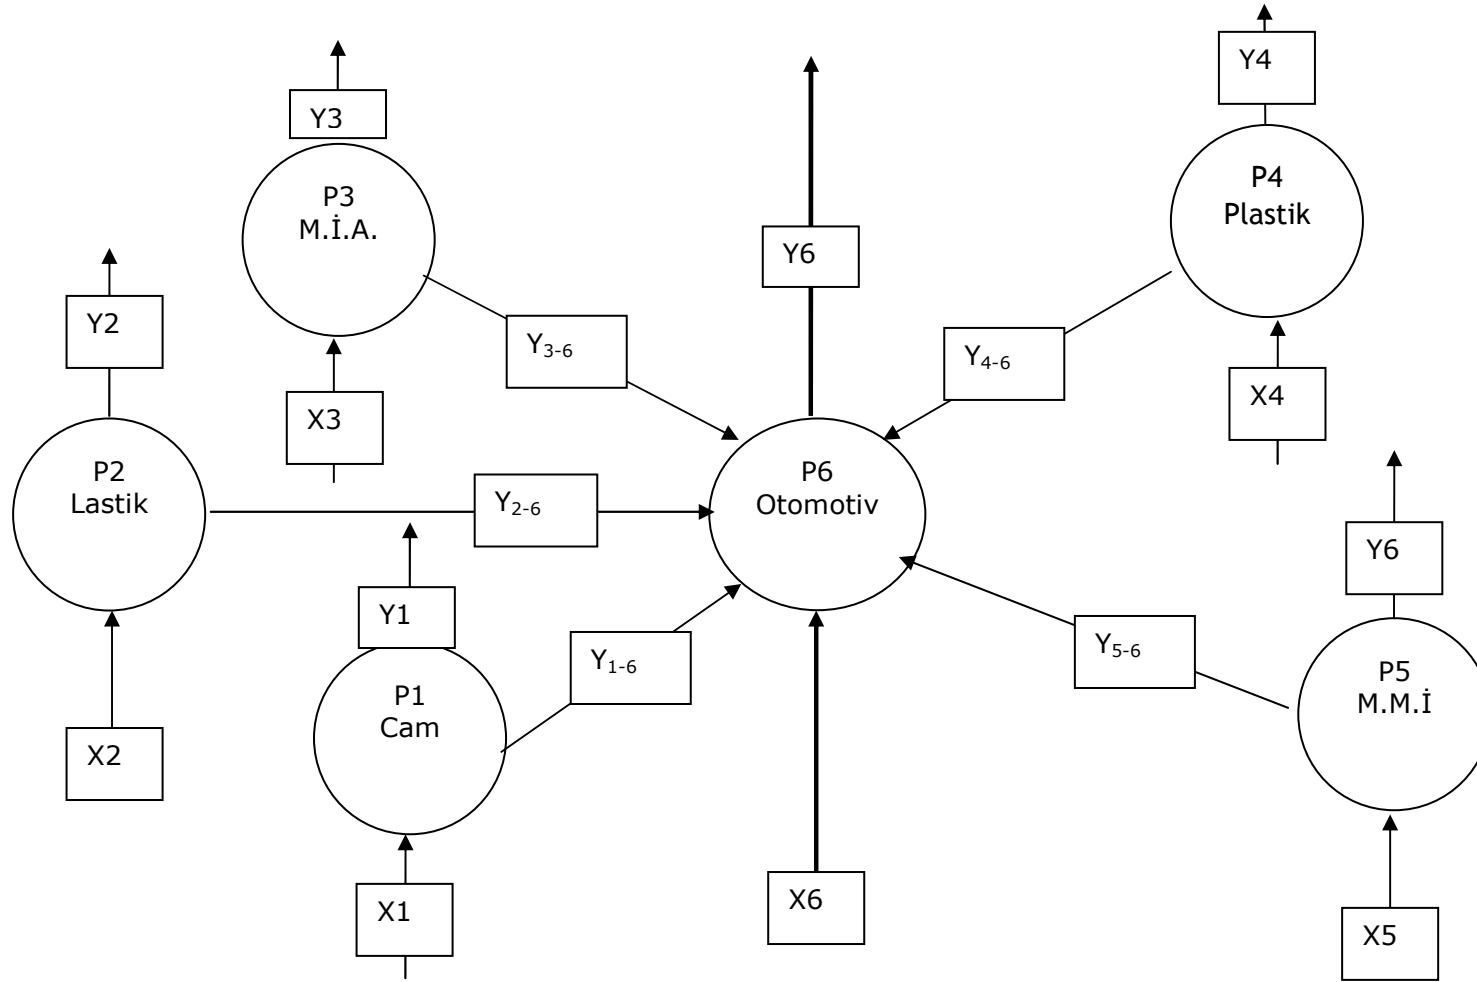 Y4
Y3
P4
Plastik
P3
M.İ.A.
Y6
Y2
Y3-6
Y4-6
X4
X3
P2
Lastik
Y2-6
P6
Otomotiv
Y6
Y1
Y1-6
Y5-6
P5
M.M.İ
P1
Cam
X2
X6
X1
X5